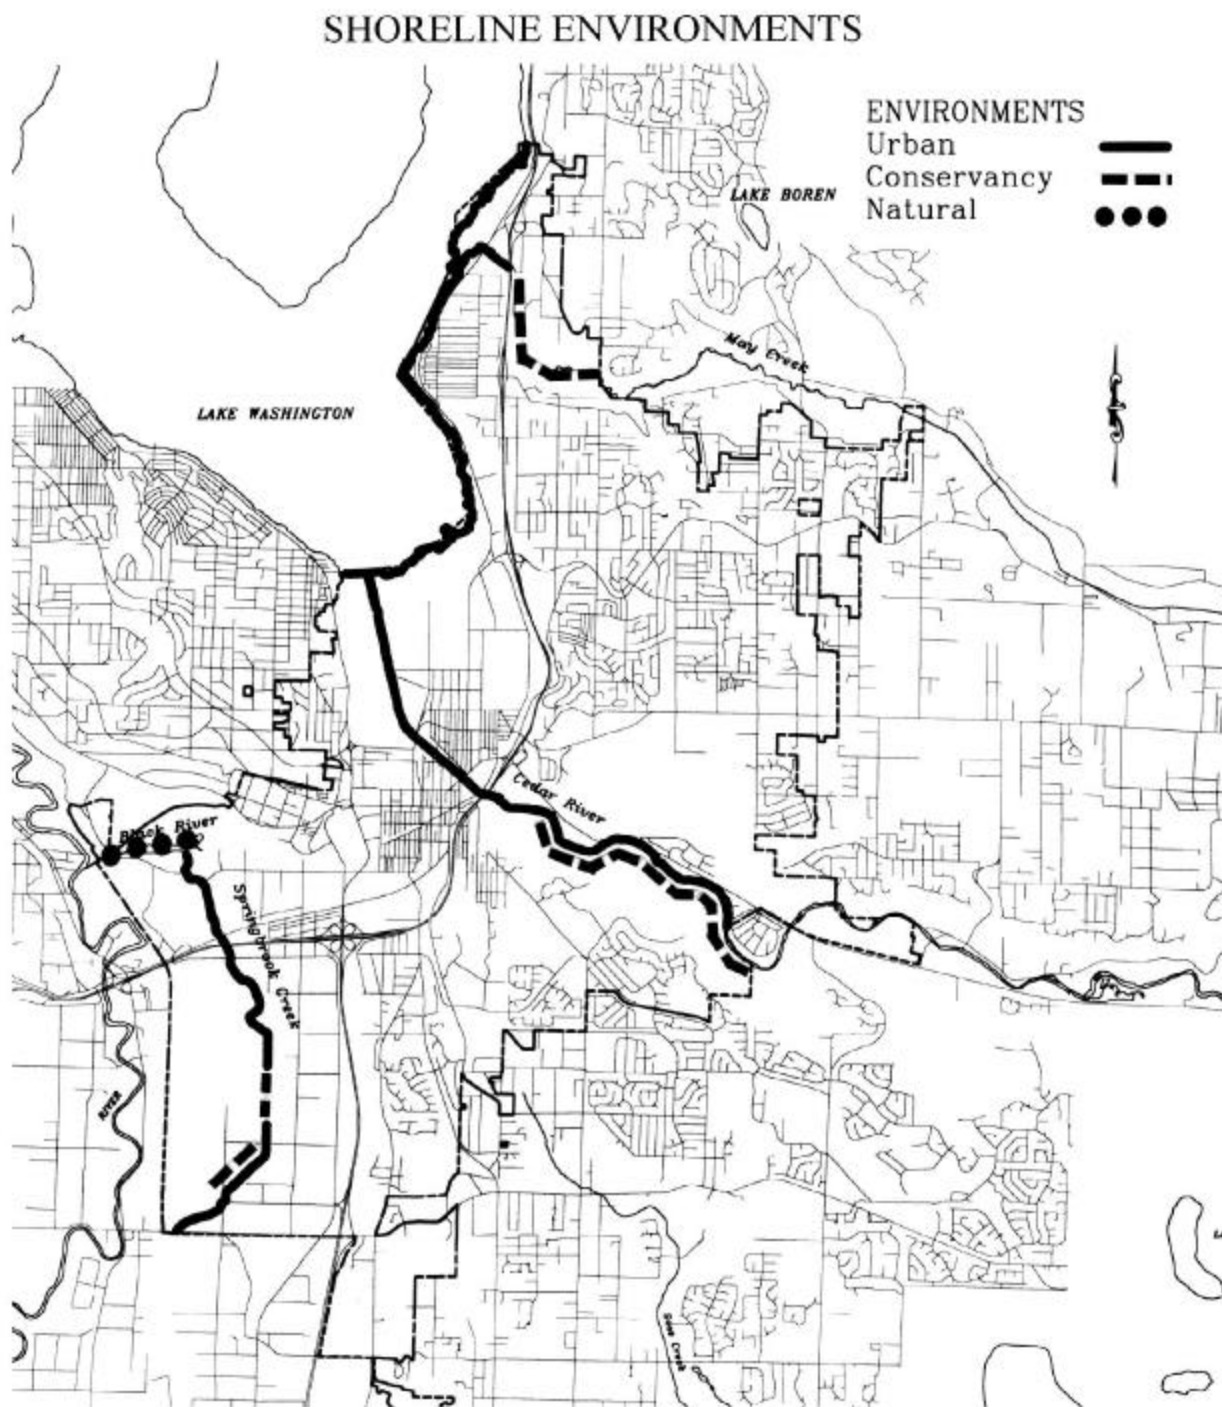 SHORELINE ENVIRONMENTS
ENVIRONMENTS
Urban
Conservancy
Natural
LAKE BOREN
May Creek
LAKE WASHINGTON
Cedar River
Black River
Springbrook Creek
RIVER